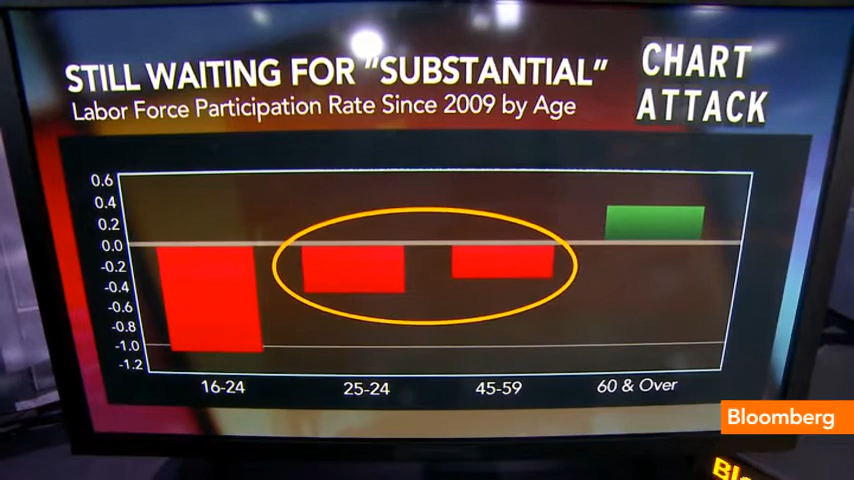 STILL WAITING FOR "SUBSTANTIAL"
Labor Force Participation Rate Since 2009 by Age
CHART
ATTACK
0.6
0.4
0.2
0.0
-0.2
-0.4
-0.6
-0.8
-1.0
-1.2
16-24
25-24
45-59
60 & Over
Bloomberg